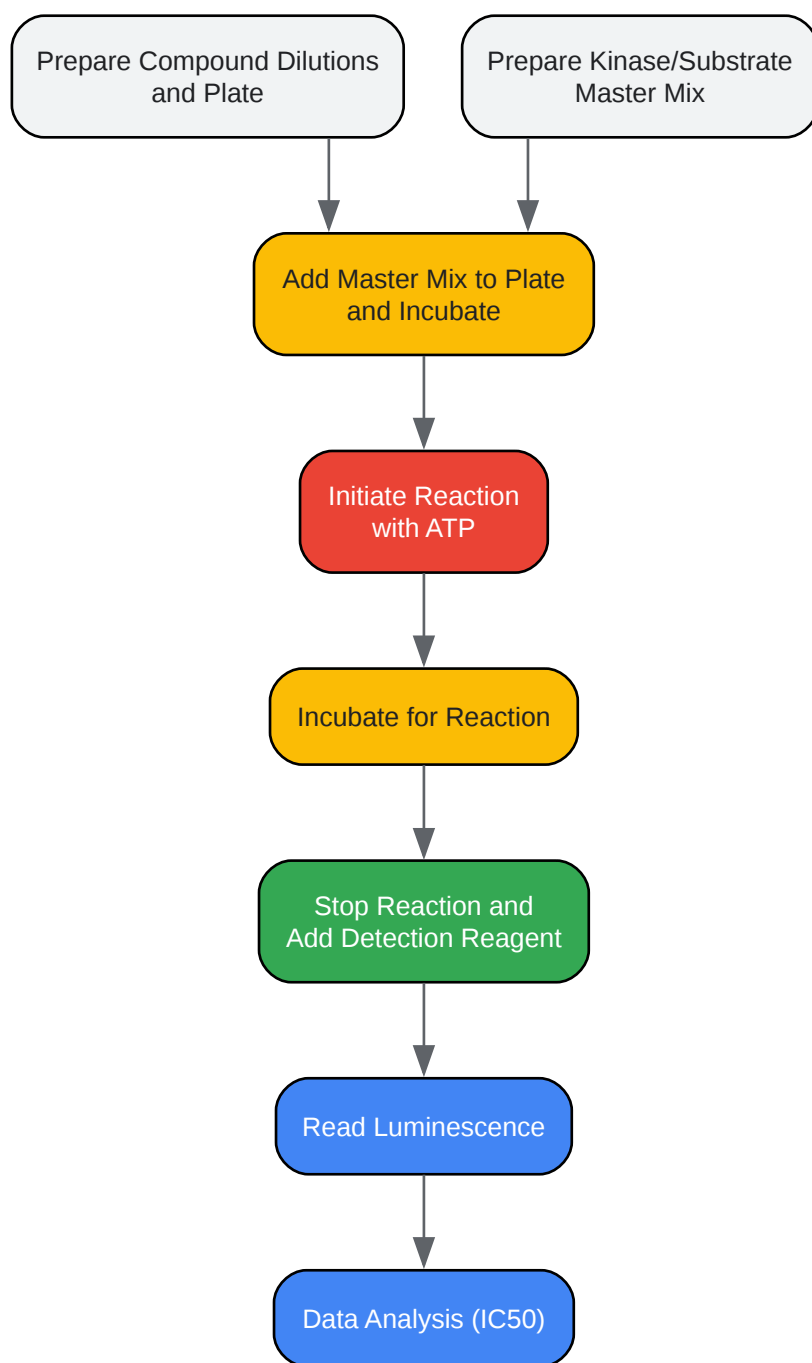 Prepare Compound Dilutions
and Plate
Prepare Kinase/Substrate
Master Mix
Add Master Mix to Plate
and Incubate
Initiate Reaction
with ATP
Incubate for Reaction
Stop Reaction and
Add Detection Reagent
Read Luminescence
Data Analysis (IC50)